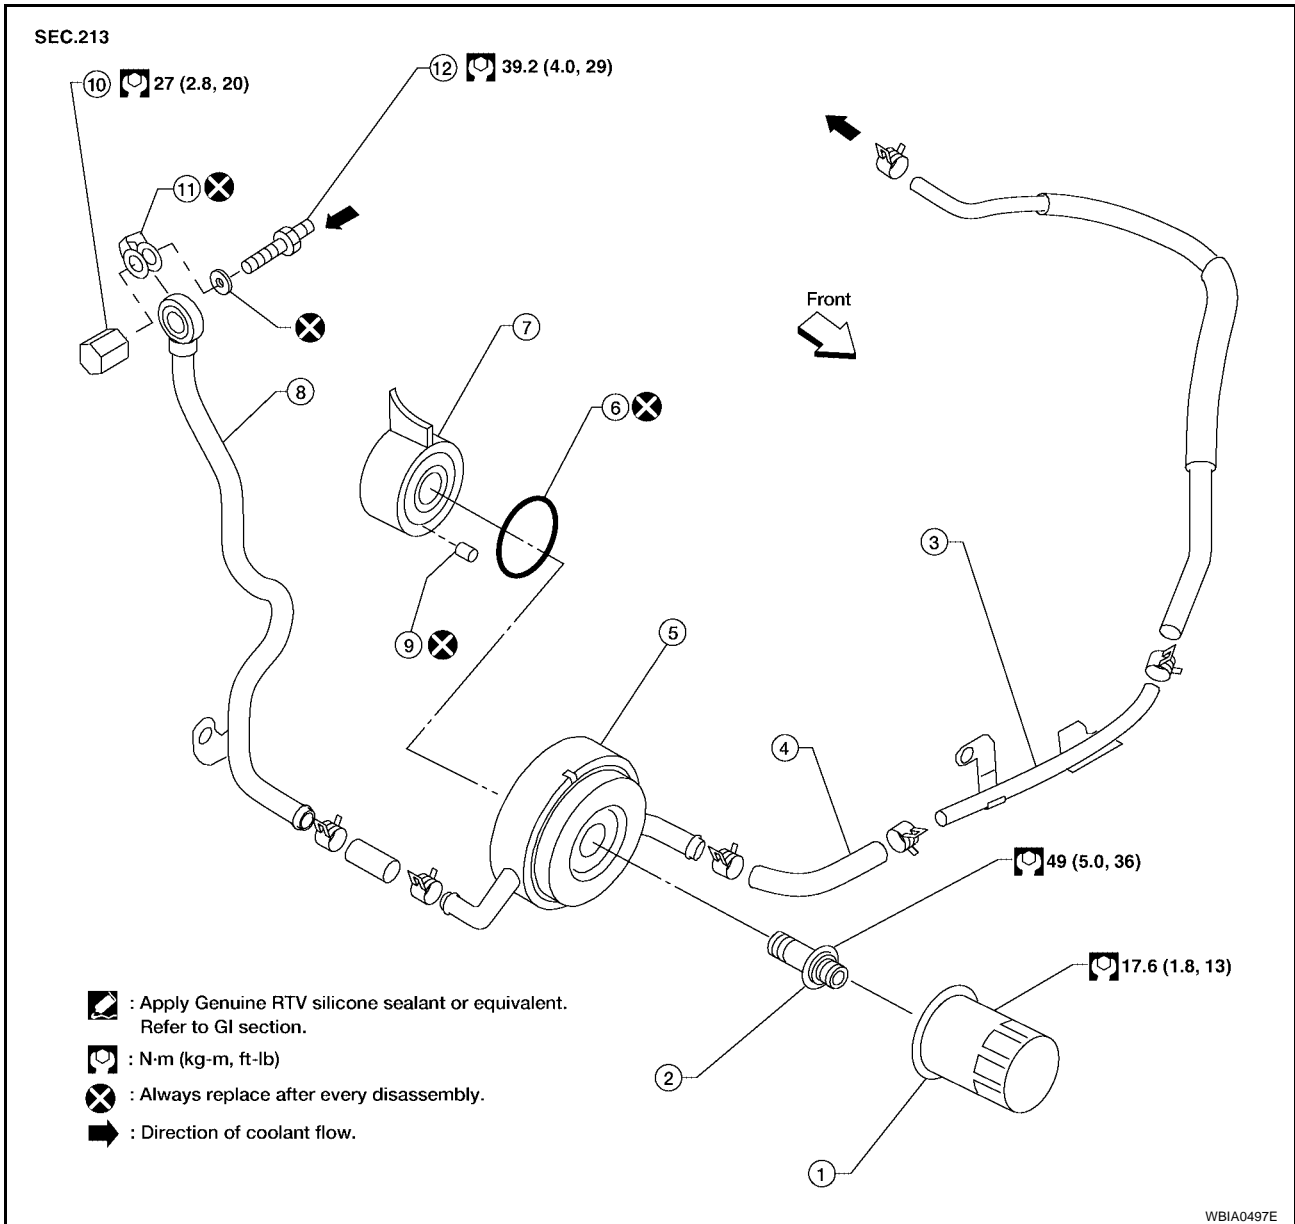 SEC.213
10 27 (2.8, 20)
12 39.2 (4.0, 29)
11
Front
7
8
6
3
9
5
4
49 (5.0, 36)
17.6 (1.8, 13)
: Apply Genuine RTV silicone sealant or equivalent.
Refer to GI section.
: N·m (kg-m, ft-lb)
2
: Always replace after every disassembly.
: Direction of coolant flow.
1
WBIA0497E